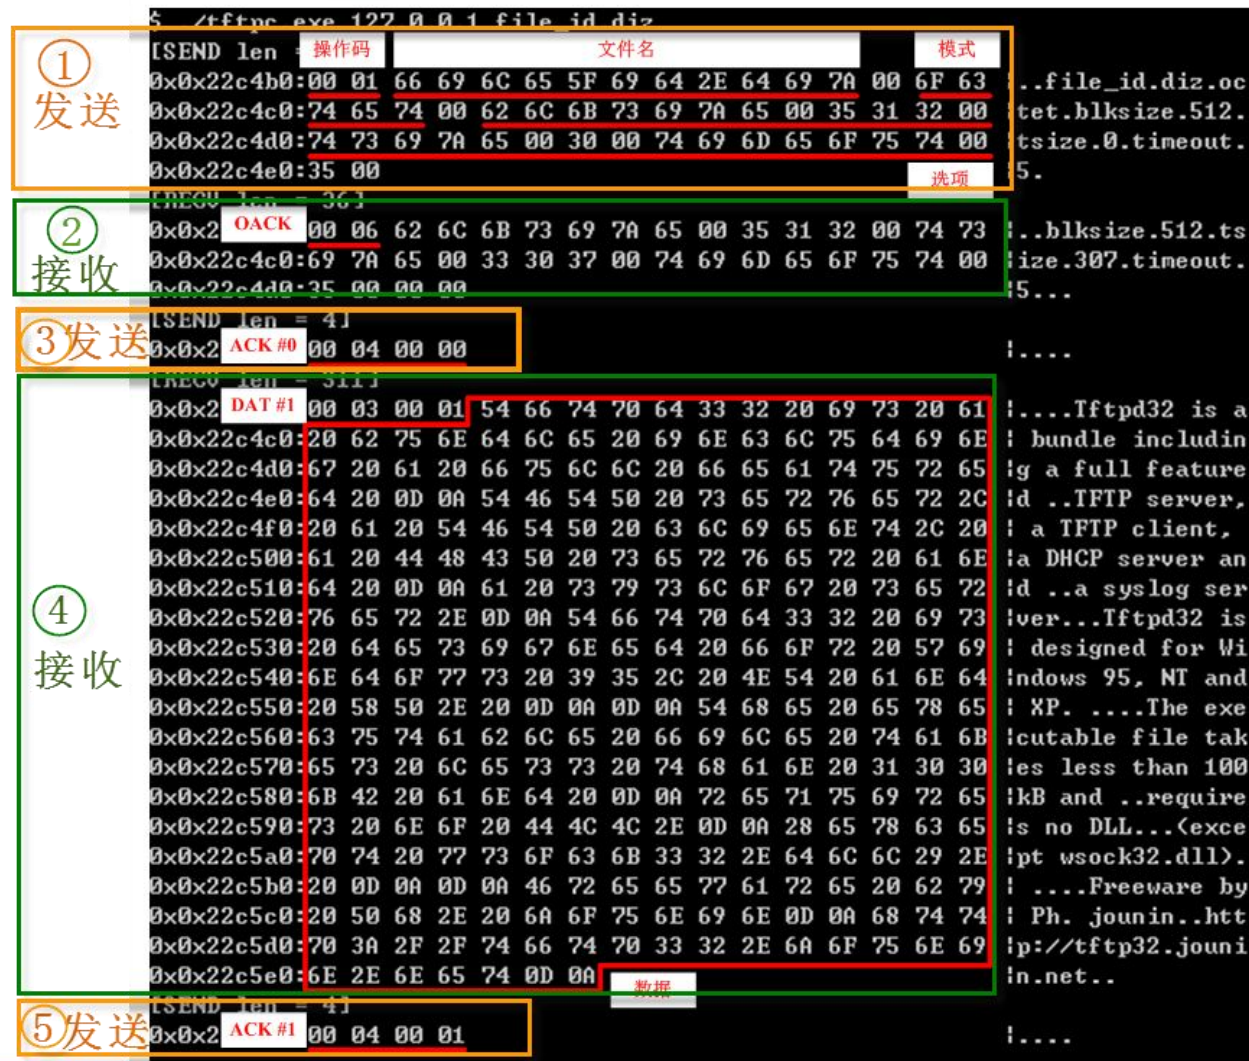 $ ./tftpc.exe 127.0.0.1 file_id.diz
① 发送
[SEND len = 操作码 文件名 模式
0x0x22c4b0:00 01 66 69 6C 65 5F 69 64 2E 64 69 7A 00 6F 63 ¦..file_id.diz.oc
0x0x22c4c0:74 65 74 00 62 6C 6B 73 69 7A 65 00 35 31 32 00 ¦tet.blksize.512.
0x0x22c4d0:74 73 69 7A 65 00 30 00 74 69 6D 65 6F 75 74 00 ¦tsize.0.timeout.
0x0x22c4e0:35 00 选项 ¦5.
[RECV len = 36]
② 接收
0x0x2 OACK 00 06 62 6C 6B 73 69 7A 65 00 35 31 32 00 74 73 ¦..blksize.512.ts
0x0x22c4c0:69 7A 65 00 33 30 37 00 74 69 6D 65 6F 75 74 00 ¦ize.307.timeout.
0x0x22c4d0:35 00 00 00 ¦5...
[SEND len = 4]
③发送 0x0x2 ACK #0 00 04 00 00 ¦....
[RECV len = 311]
④ 接收
0x0x2 DAT #1 00 03 00 01 54 66 74 70 64 33 32 20 69 73 20 61 ¦....Tftpd32 is a
0x0x22c4c0:20 62 75 6E 64 6C 65 20 69 6E 63 6C 75 64 69 6E ¦ bundle includin
0x0x22c4d0:67 20 61 20 66 75 6C 6C 20 66 65 61 74 75 72 65 ¦g a full feature
0x0x22c4e0:64 20 0D 0A 54 46 54 50 20 73 65 72 76 65 72 2C ¦d ..TFTP server,
0x0x22c4f0:20 61 20 54 46 54 50 20 63 6C 69 65 6E 74 2C 20 ¦ a TFTP client,
0x0x22c500:61 20 44 48 43 50 20 73 65 72 76 65 72 20 61 6E ¦a DHCP server an
0x0x22c510:64 20 0D 0A 61 20 73 79 73 6C 6F 67 20 73 65 72 ¦d ..a syslog ser
0x0x22c520:76 65 72 2E 0D 0A 54 66 74 70 64 33 32 20 69 73 ¦ver...Tftpd32 is
0x0x22c530:20 64 65 73 69 67 6E 65 64 20 66 6F 72 20 57 69 ¦ designed for Wi
0x0x22c540:6E 64 6F 77 73 20 39 35 2C 20 4E 54 20 61 6E 64 ¦ndows 95, NT and
0x0x22c550:20 58 50 2E 20 0D 0A 0D 0A 54 68 65 20 65 78 65 ¦ XP. ....The exe
0x0x22c560:63 75 74 61 62 6C 65 20 66 69 6C 65 20 74 61 6B ¦cutable file tak
0x0x22c570:65 73 20 6C 65 73 73 20 74 68 61 6E 20 31 30 30 ¦es less than 100
0x0x22c580:6B 42 20 61 6E 64 20 0D 0A 72 65 71 75 69 72 65 ¦kB and ..require
0x0x22c590:73 20 6E 6F 20 44 4C 4C 2E 0D 0A 28 65 78 63 65 ¦s no DLL...(exce
0x0x22c5a0:70 74 20 77 73 6F 63 6B 33 32 2E 64 6C 6C 29 2E ¦pt wsock32.dll).
0x0x22c5b0:20 0D 0A 0D 0A 46 72 65 65 77 61 72 65 20 62 79 ¦ ....Freeware by
0x0x22c5c0:20 50 68 2E 20 6A 6F 75 6E 69 6E 0D 0A 68 74 74 ¦ Ph. jounin..htt
0x0x22c5d0:70 3A 2F 2F 74 66 74 70 33 32 2E 6A 6F 75 6E 69 ¦p://tftp32.jouni
0x0x22c5e0:6E 2E 6E 65 74 0D 0A 数据 ¦n.net..
[SEND len = 4]
⑤发送 0x0x2 ACK #1 00 04 00 01 ¦....